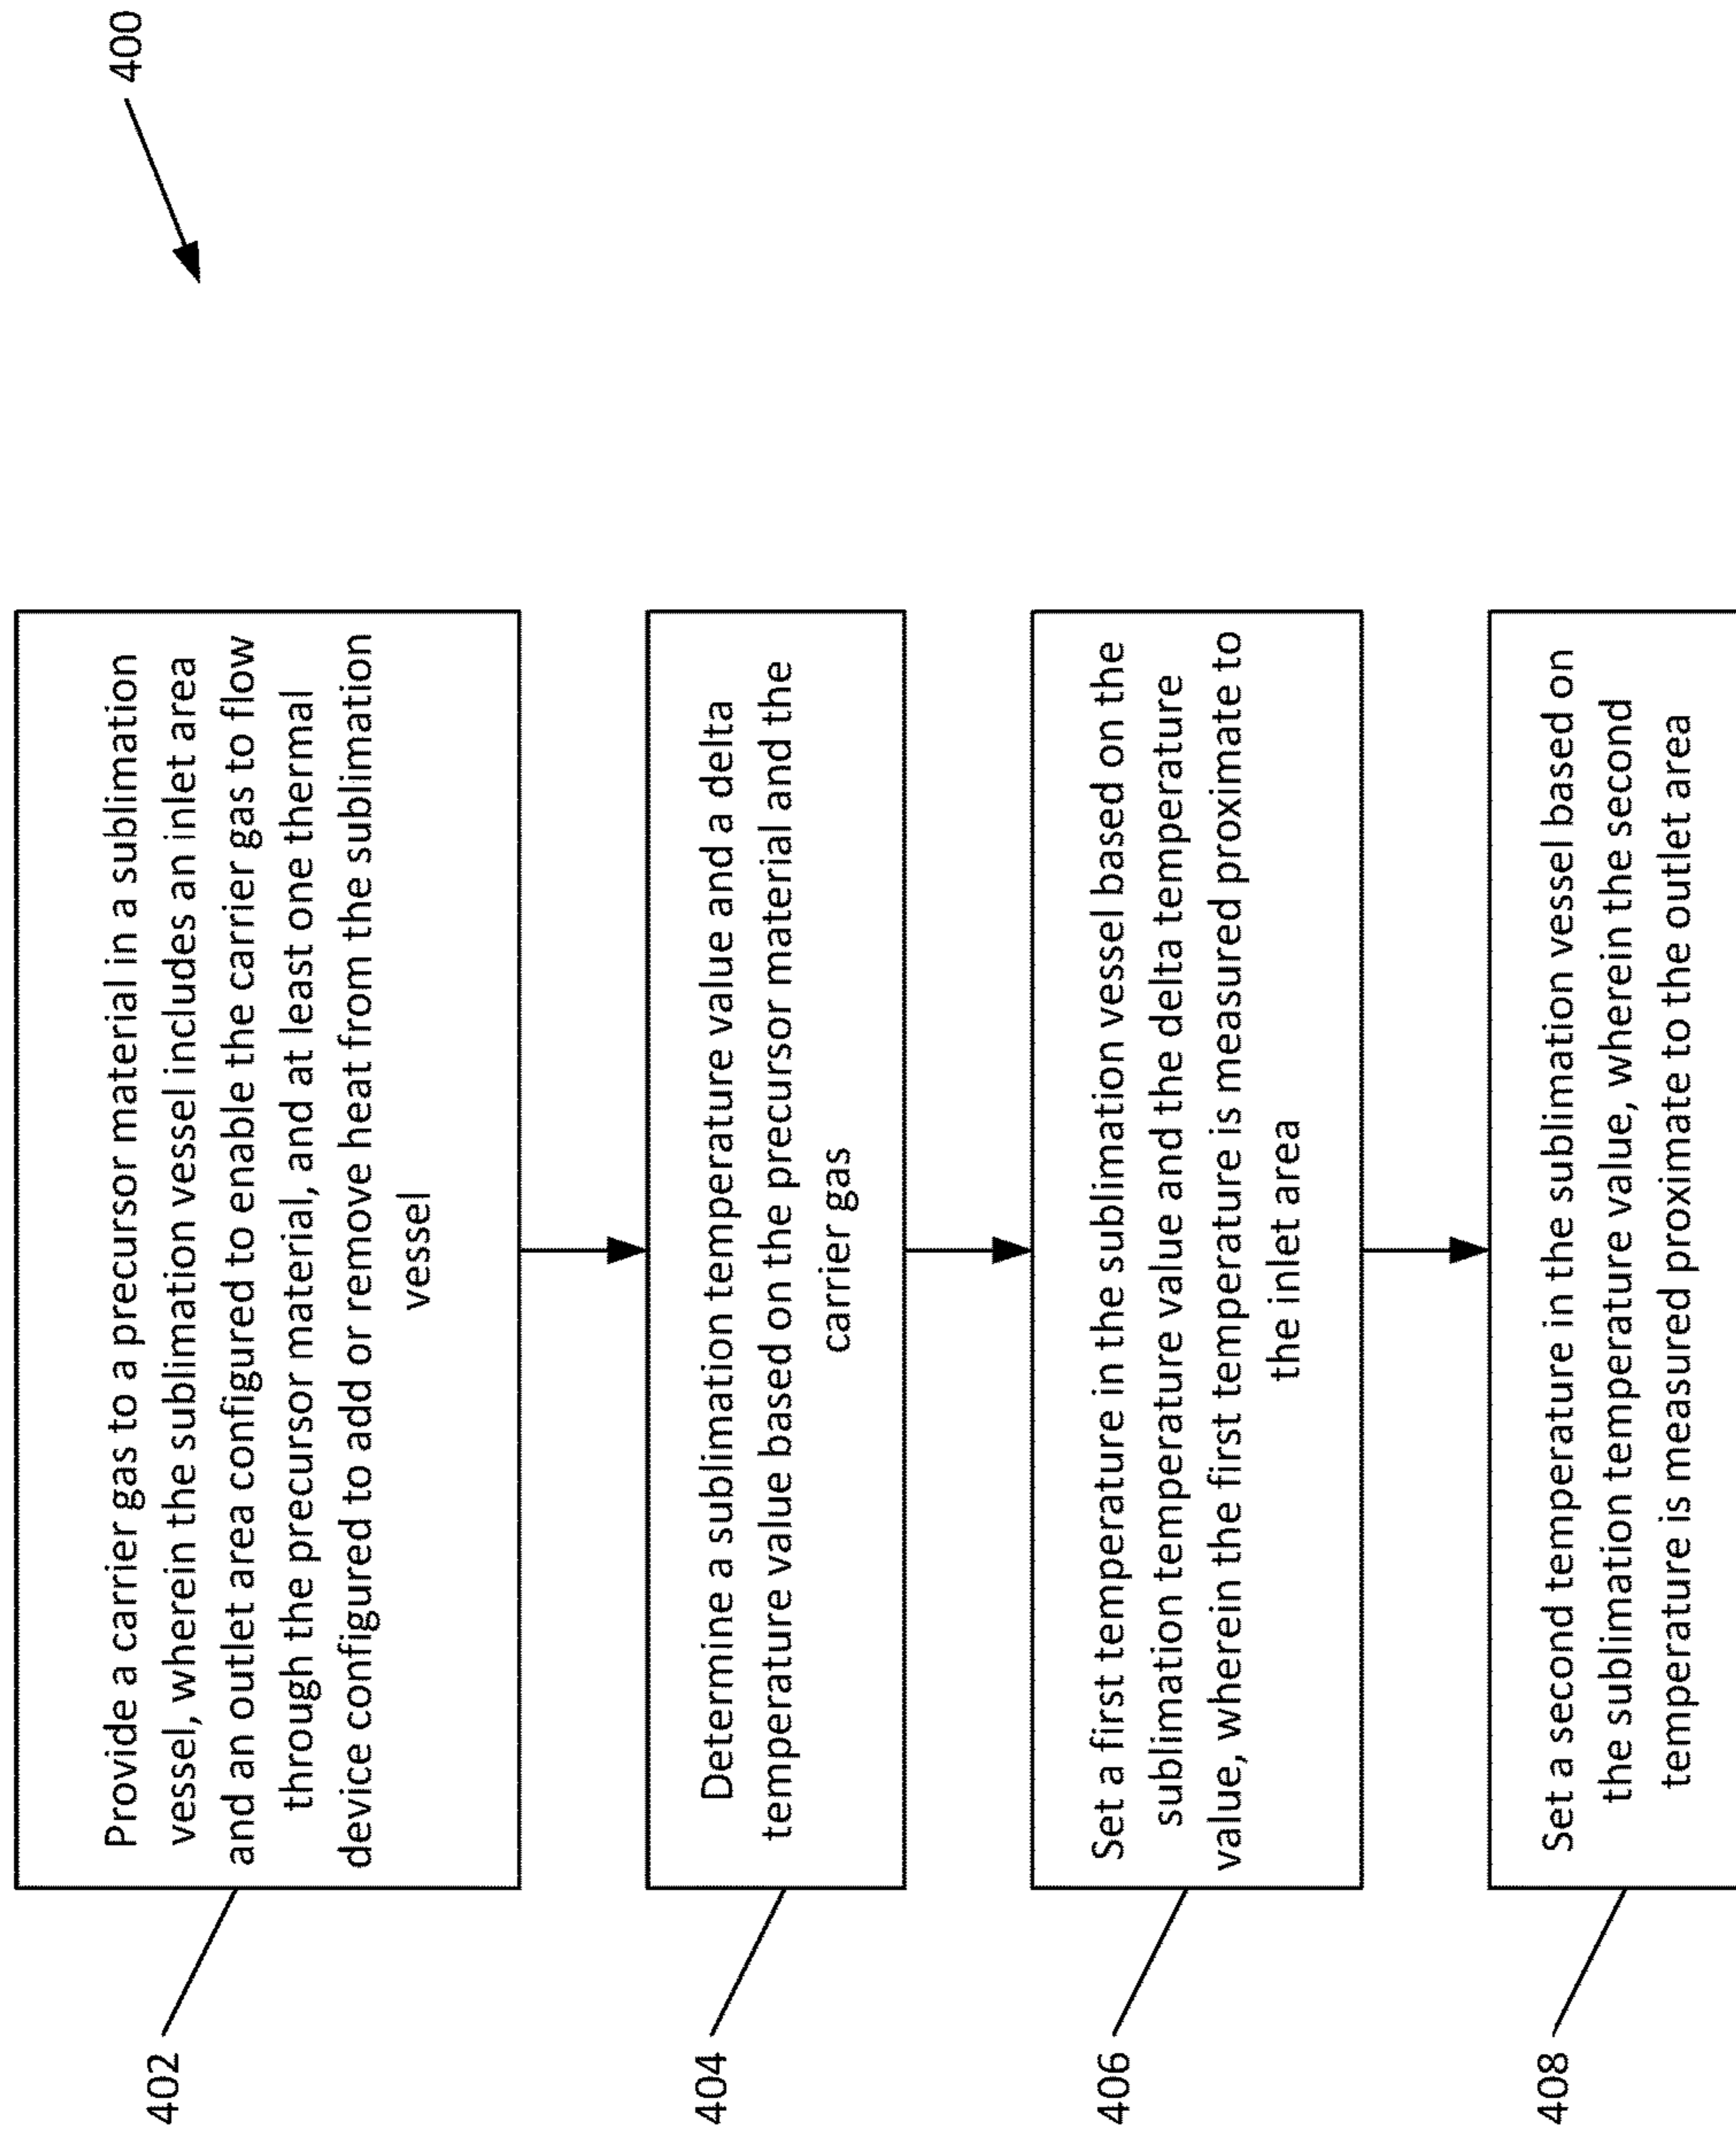 400
402
Provide a carrier gas to a precursor material in a sublimation
vessel, wherein the sublimation vessel includes an inlet area
and an outlet area configured to enable the carrier gas to flow
through the precursor material, and at least one thermal
device configured to add or remove heat from the sublimation
vessel
404
Determine a sublimation temperature value and a delta
temperature value based on the precursor material and the
carrier gas
406
Set a first temperature in the sublimation vessel based on the
sublimation temperature value and the delta temperature
value, wherein the first temperature is measured proximate to
the inlet area
408
Set a second temperature in the sublimation vessel based on
the sublimation temperature value, wherein the second
temperature is measured proximate to the outlet area